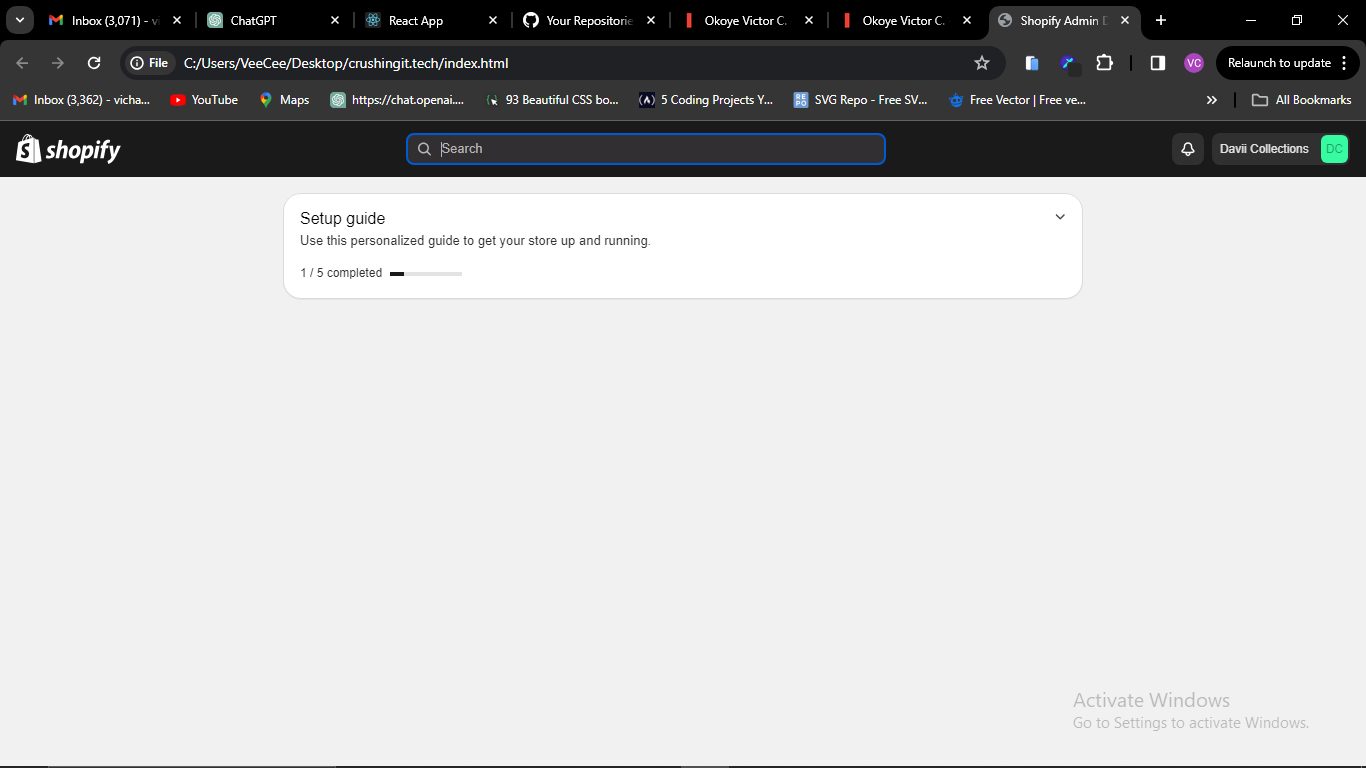 Inbox (3,071) - vi
ChatGPT
React App
Your Repositorie
Okoye Victor C.
Okoye Victor C.
Shopify Admin D
File
C:/Users/VeeCee/Desktop/crushingit.tech/index.html
VC
Relaunch to update
Inbox (3,362) - vicha...
YouTube
Maps
https://chat.openai....
93 Beautiful CSS bo...
5 Coding Projects Y...
SVG Repo - Free SV...
Free Vector | Free ve...
All Bookmarks
shopify
Search
Davii Collections
DC
Setup guide
Use this personalized guide to get your store up and running.
1 / 5 completed
Activate Windows
Go to Settings to activate Windows.